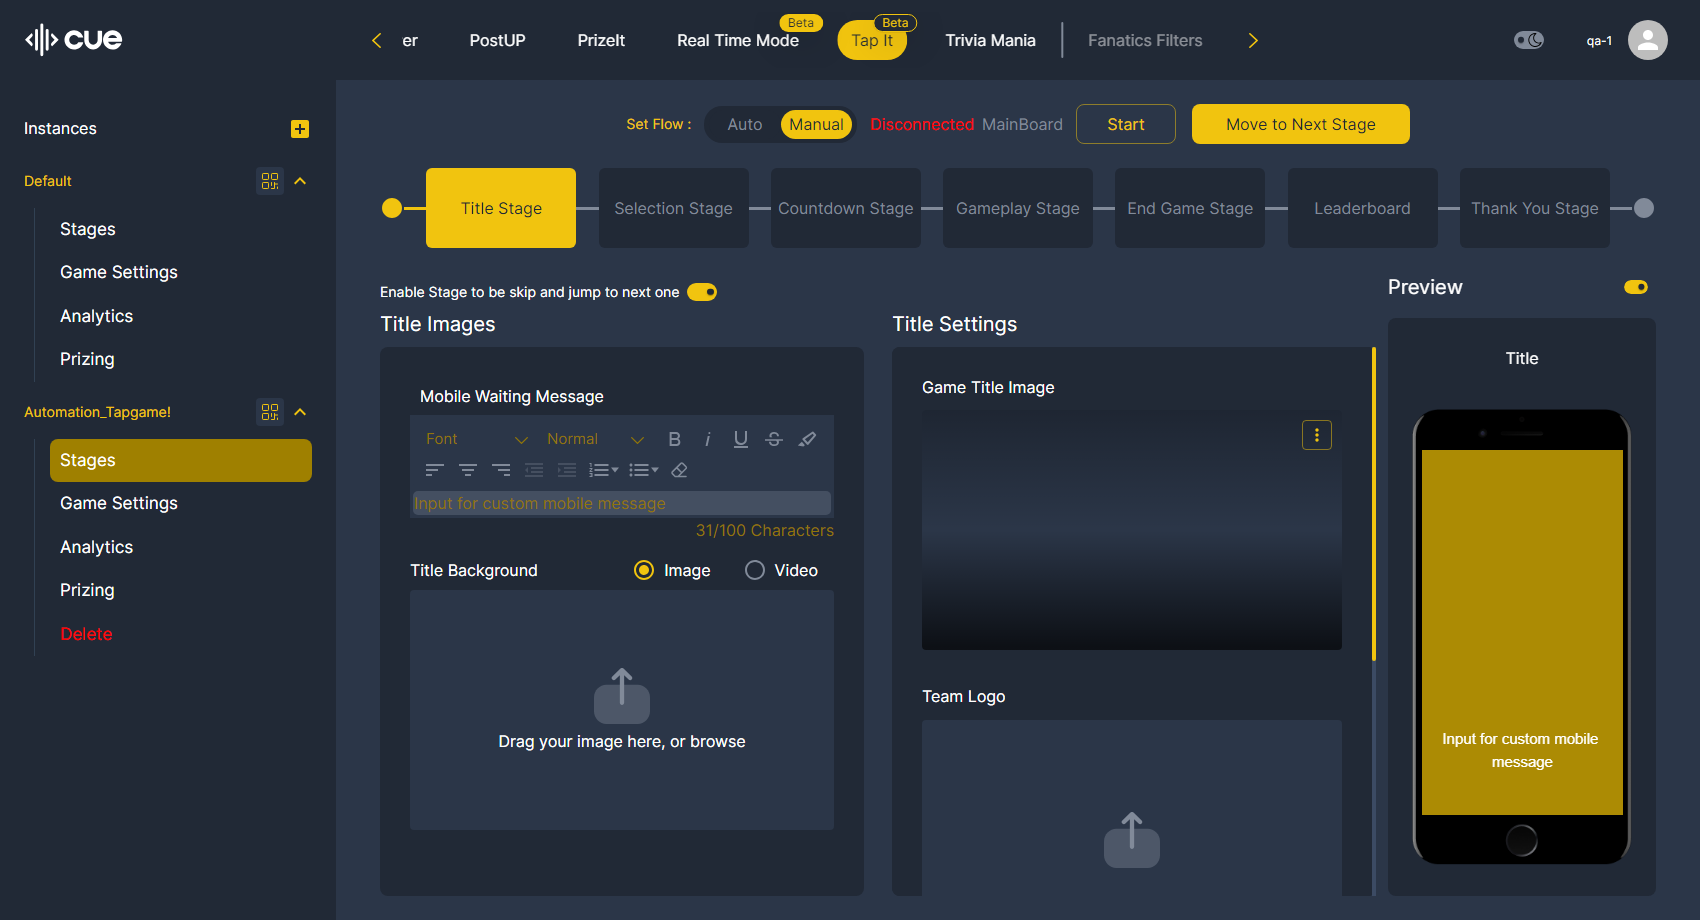 cue
er
PostUP
PrizeIt
Real Time Mode
Beta
Tap It
Beta
Trivia Mania
Fanatics Filters
qa-1
Instances
Default
Stages
Game Settings
Analytics
Prizing
Automation_Tapgame!
Stages
Game Settings
Analytics
Prizing
Delete
Set Flow :
Auto
Manual
Disconnected MainBoard
Start
Move to Next Stage
Title Stage
Selection Stage
Countdown Stage
Gameplay Stage
End Game Stage
Leaderboard
Thank You Stage
Enable Stage to be skip and jump to next one
Title Images
Mobile Waiting Message
Font
Normal
B
i
U
S
Input for custom mobile message
31/100 Characters
Title Background
Image
Video
Drag your image here, or browse
Title Settings
Game Title Image
Team Logo
Preview
Title
Input for custom mobile
message